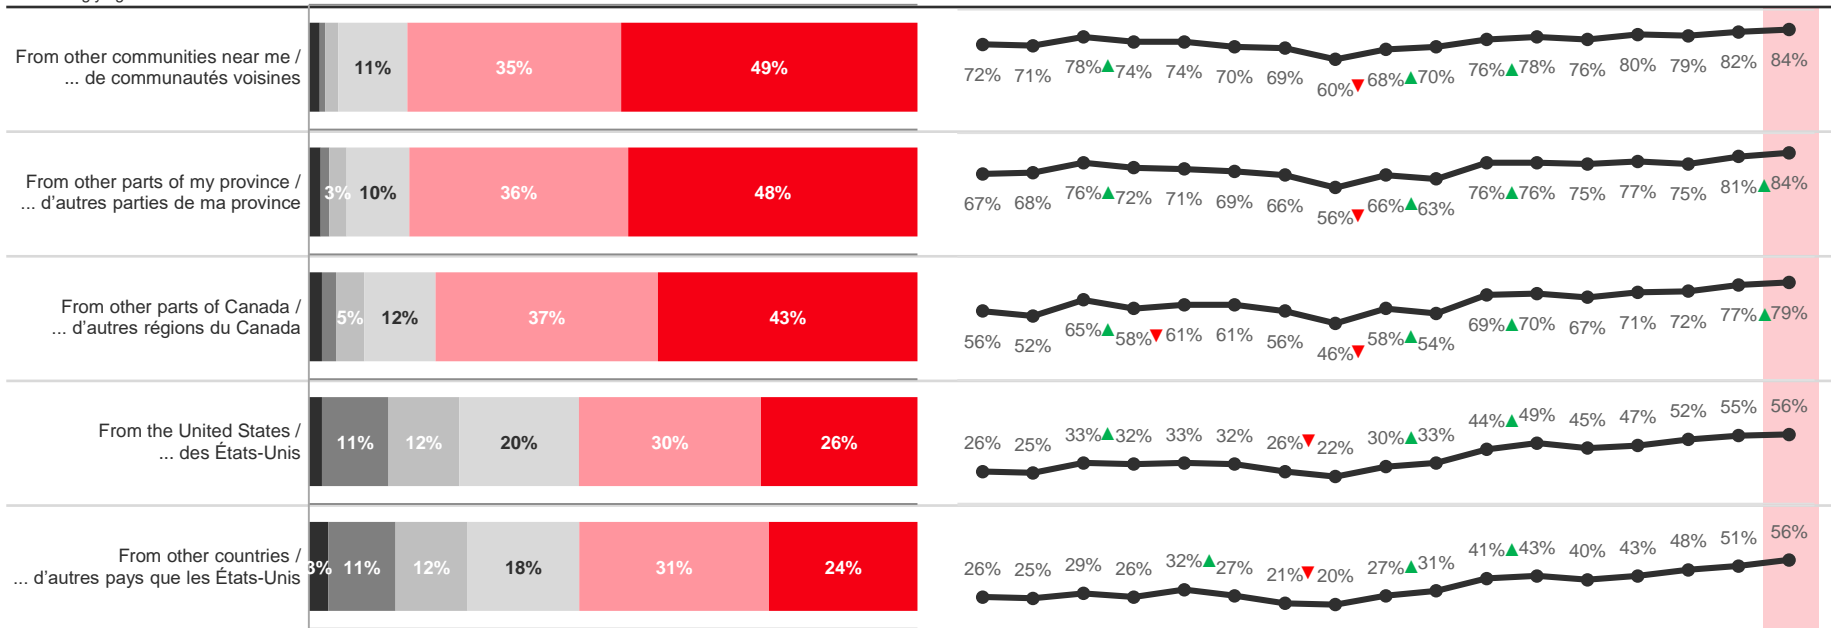 From other communities near me /
... de communautés voisines
11% 35% 49%
72% 71% 78%▲74% 74% 70% 69% 60%▼68%▲70% 76%▲78% 76% 80% 79% 82% 84%
From other parts of my province /
... d'autres parties de ma province
3% 10% 36% 48%
67% 68% 76%▲72% 71% 69% 66% 56%▼66%▲63% 76%▲76% 75% 77% 75% 81%▲84%
From other parts of Canada /
... d'autres régions du Canada
5% 12% 37% 43%
56% 52% 65%▲58%▼61% 61% 56% 46%▼58%▲54% 69%▲70% 67% 71% 72% 77%▲79%
From the United States /
... des États-Unis
11% 12% 20% 30% 26%
26% 25% 33%▲32% 33% 32% 26%▼22% 30%▲33% 44%▲49% 45% 47% 52% 55% 56%
From other countries /
... d'autres pays que les États-Unis
3% 11% 12% 18% 31% 24%
26% 25% 29% 26% 32%▲27% 21%▼20% 27%▲31% 41%▲43% 40% 43% 48% 51% 56%